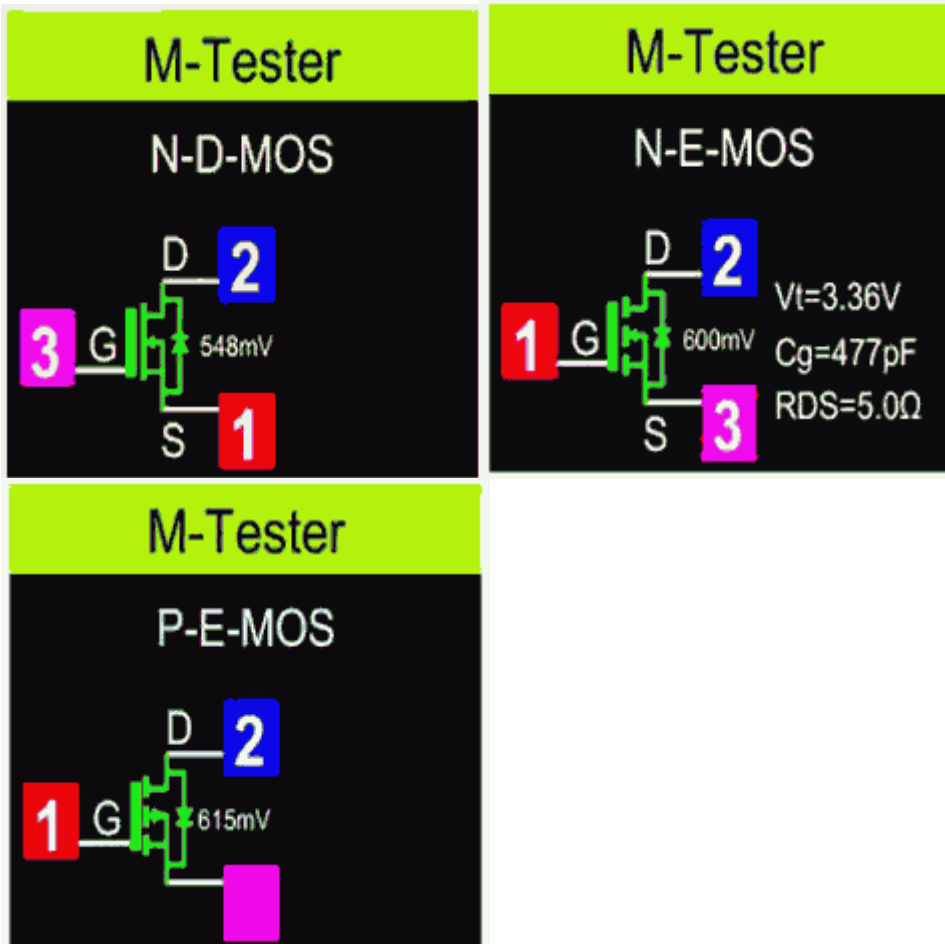 M-Tester
N-D-MOS
D
2
3
G
548mV
S
1
M-Tester
N-E-MOS
D
2
Vt=3.36V
1
G
600mV
Cg=477pF
RDS=5.0Ω
S
3
M-Tester
P-E-MOS
D
2
1
G
615mV